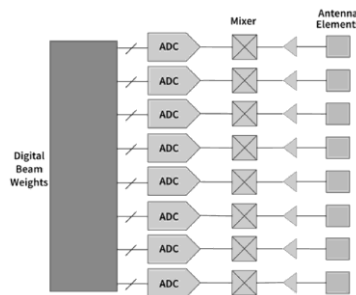 Mixer
Antenna
Element
ADC
ADC
ADC
ADC
ADC
ADC
ADC
ADC
Digital
Beam
Weights